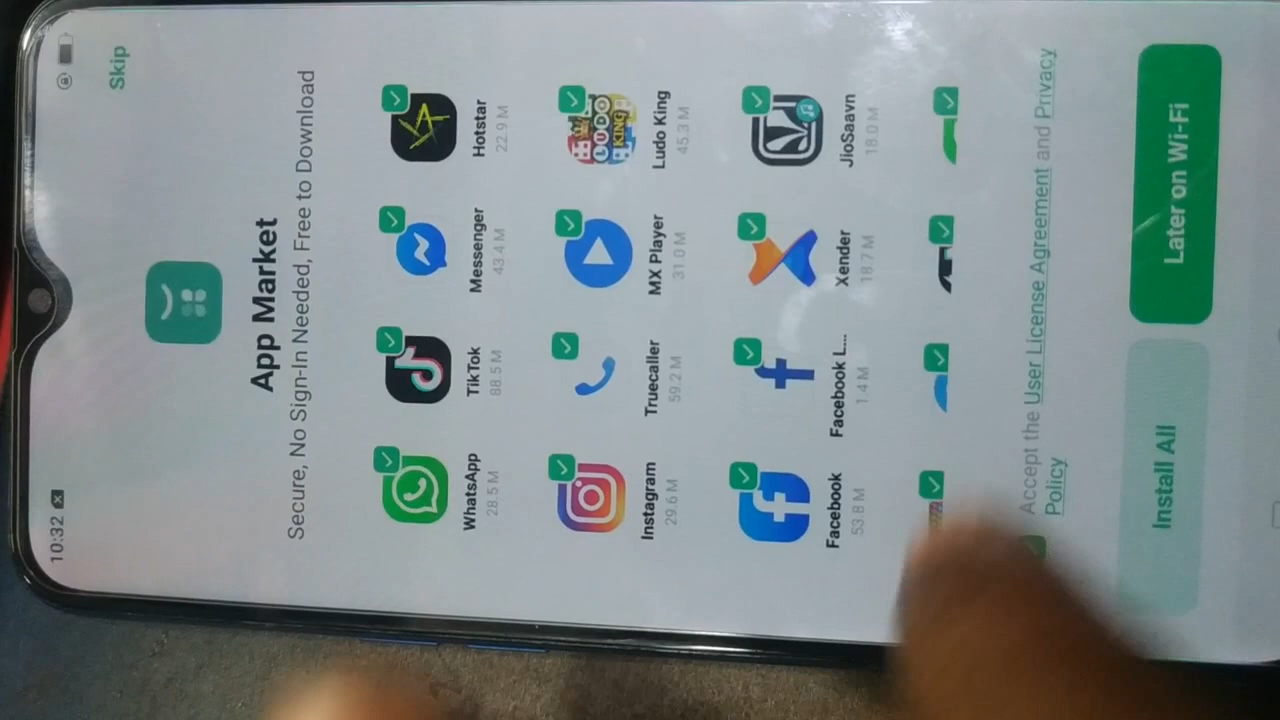 10:32
Skip
App Market
Secure, No Sign-In Needed, Free to Download
WhatsApp TikTok Messenger Hotstar
28.5 M 88.5 M 43.4 M 22.9 M
LUDO
KING
Instagram Truecaller MX Player Ludo King
29.6 M 59.2 M 31.0 M 45.3 M
Facebook Facebook L... Xender JioSaavn
53.8 M 1.4 M 18.7 M 18.0 M
Accept the User License Agreement and Privacy
Policy
Install All Later on Wi-Fi